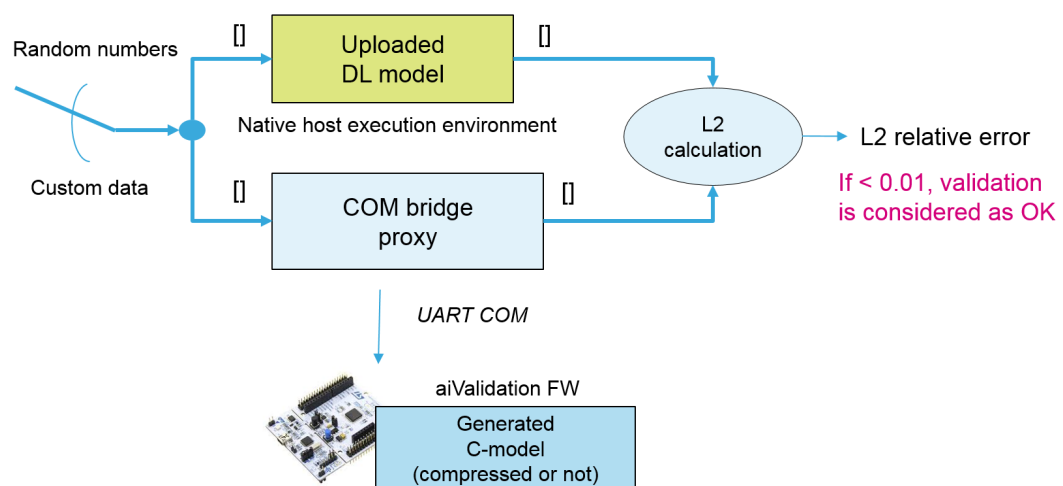 []
[]
Uploaded
DL model
Random numbers
Native host execution environment
L2
calculation
L2 relative error
Custom data
[]
[]
COM bridge
proxy
If < 0.01, validation
is considered as OK
UART COM
aiValidation FW
Generated
C-model
(compressed or not)